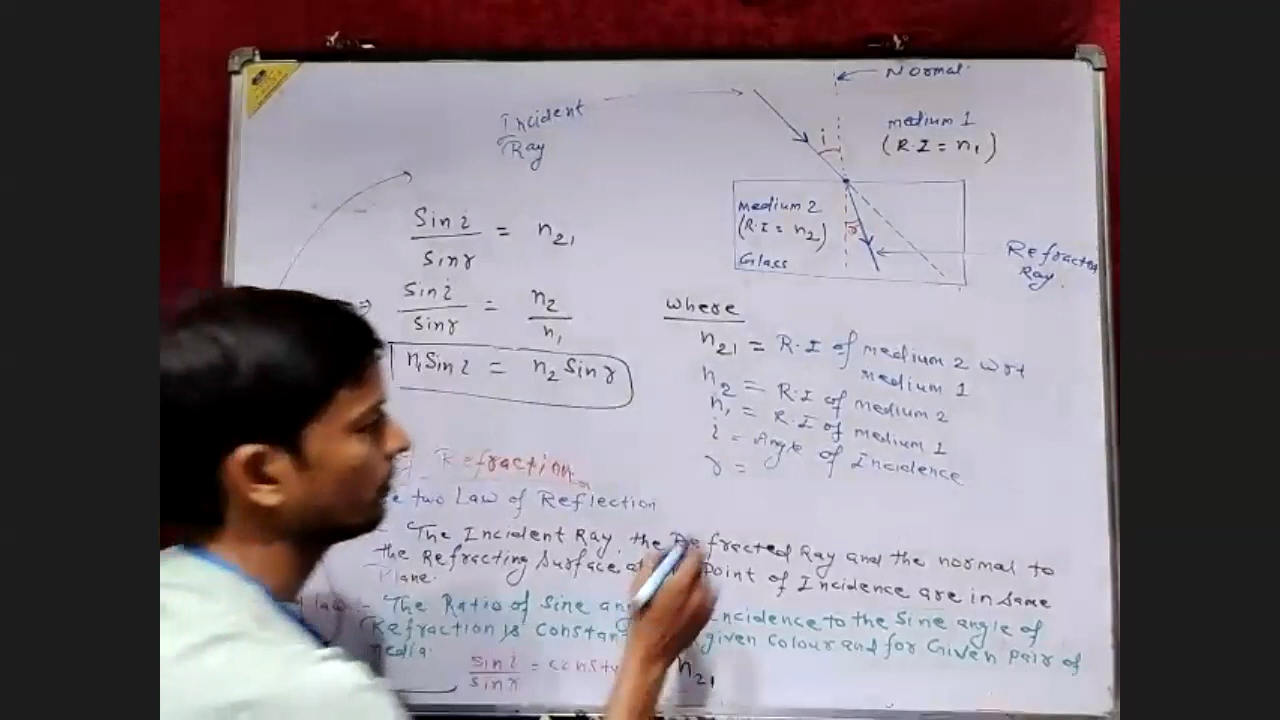 Normal.
Incident
Ray
medium 1
(R.I = n₁)
i
medium 2
(R.I = n₂)
Glass
r
Refracted
Ray.
Sin i / Sin r = n₂₁
⇒ Sin i / Sin r = n₂ / n₁
n₁ Sin i = n₂ Sin r
where
n₂₁ = R.I of medium 2 wrt
medium 1
n₂ = R.I of medium 2
n₁ = R.I of medium 1
i = Angle of Incidence
r =
Refraction
two Law of Reflection
- The Incident Ray, the Refracted Ray and the normal to
the Refracting Surface at Point of Incidence are in same
Plane.
- The Ratio of Sine ang Incidence to the Sine angle of
Refraction is Constan given Colour and for Given Pair of
media.
Sin i / Sin r = n₂₁